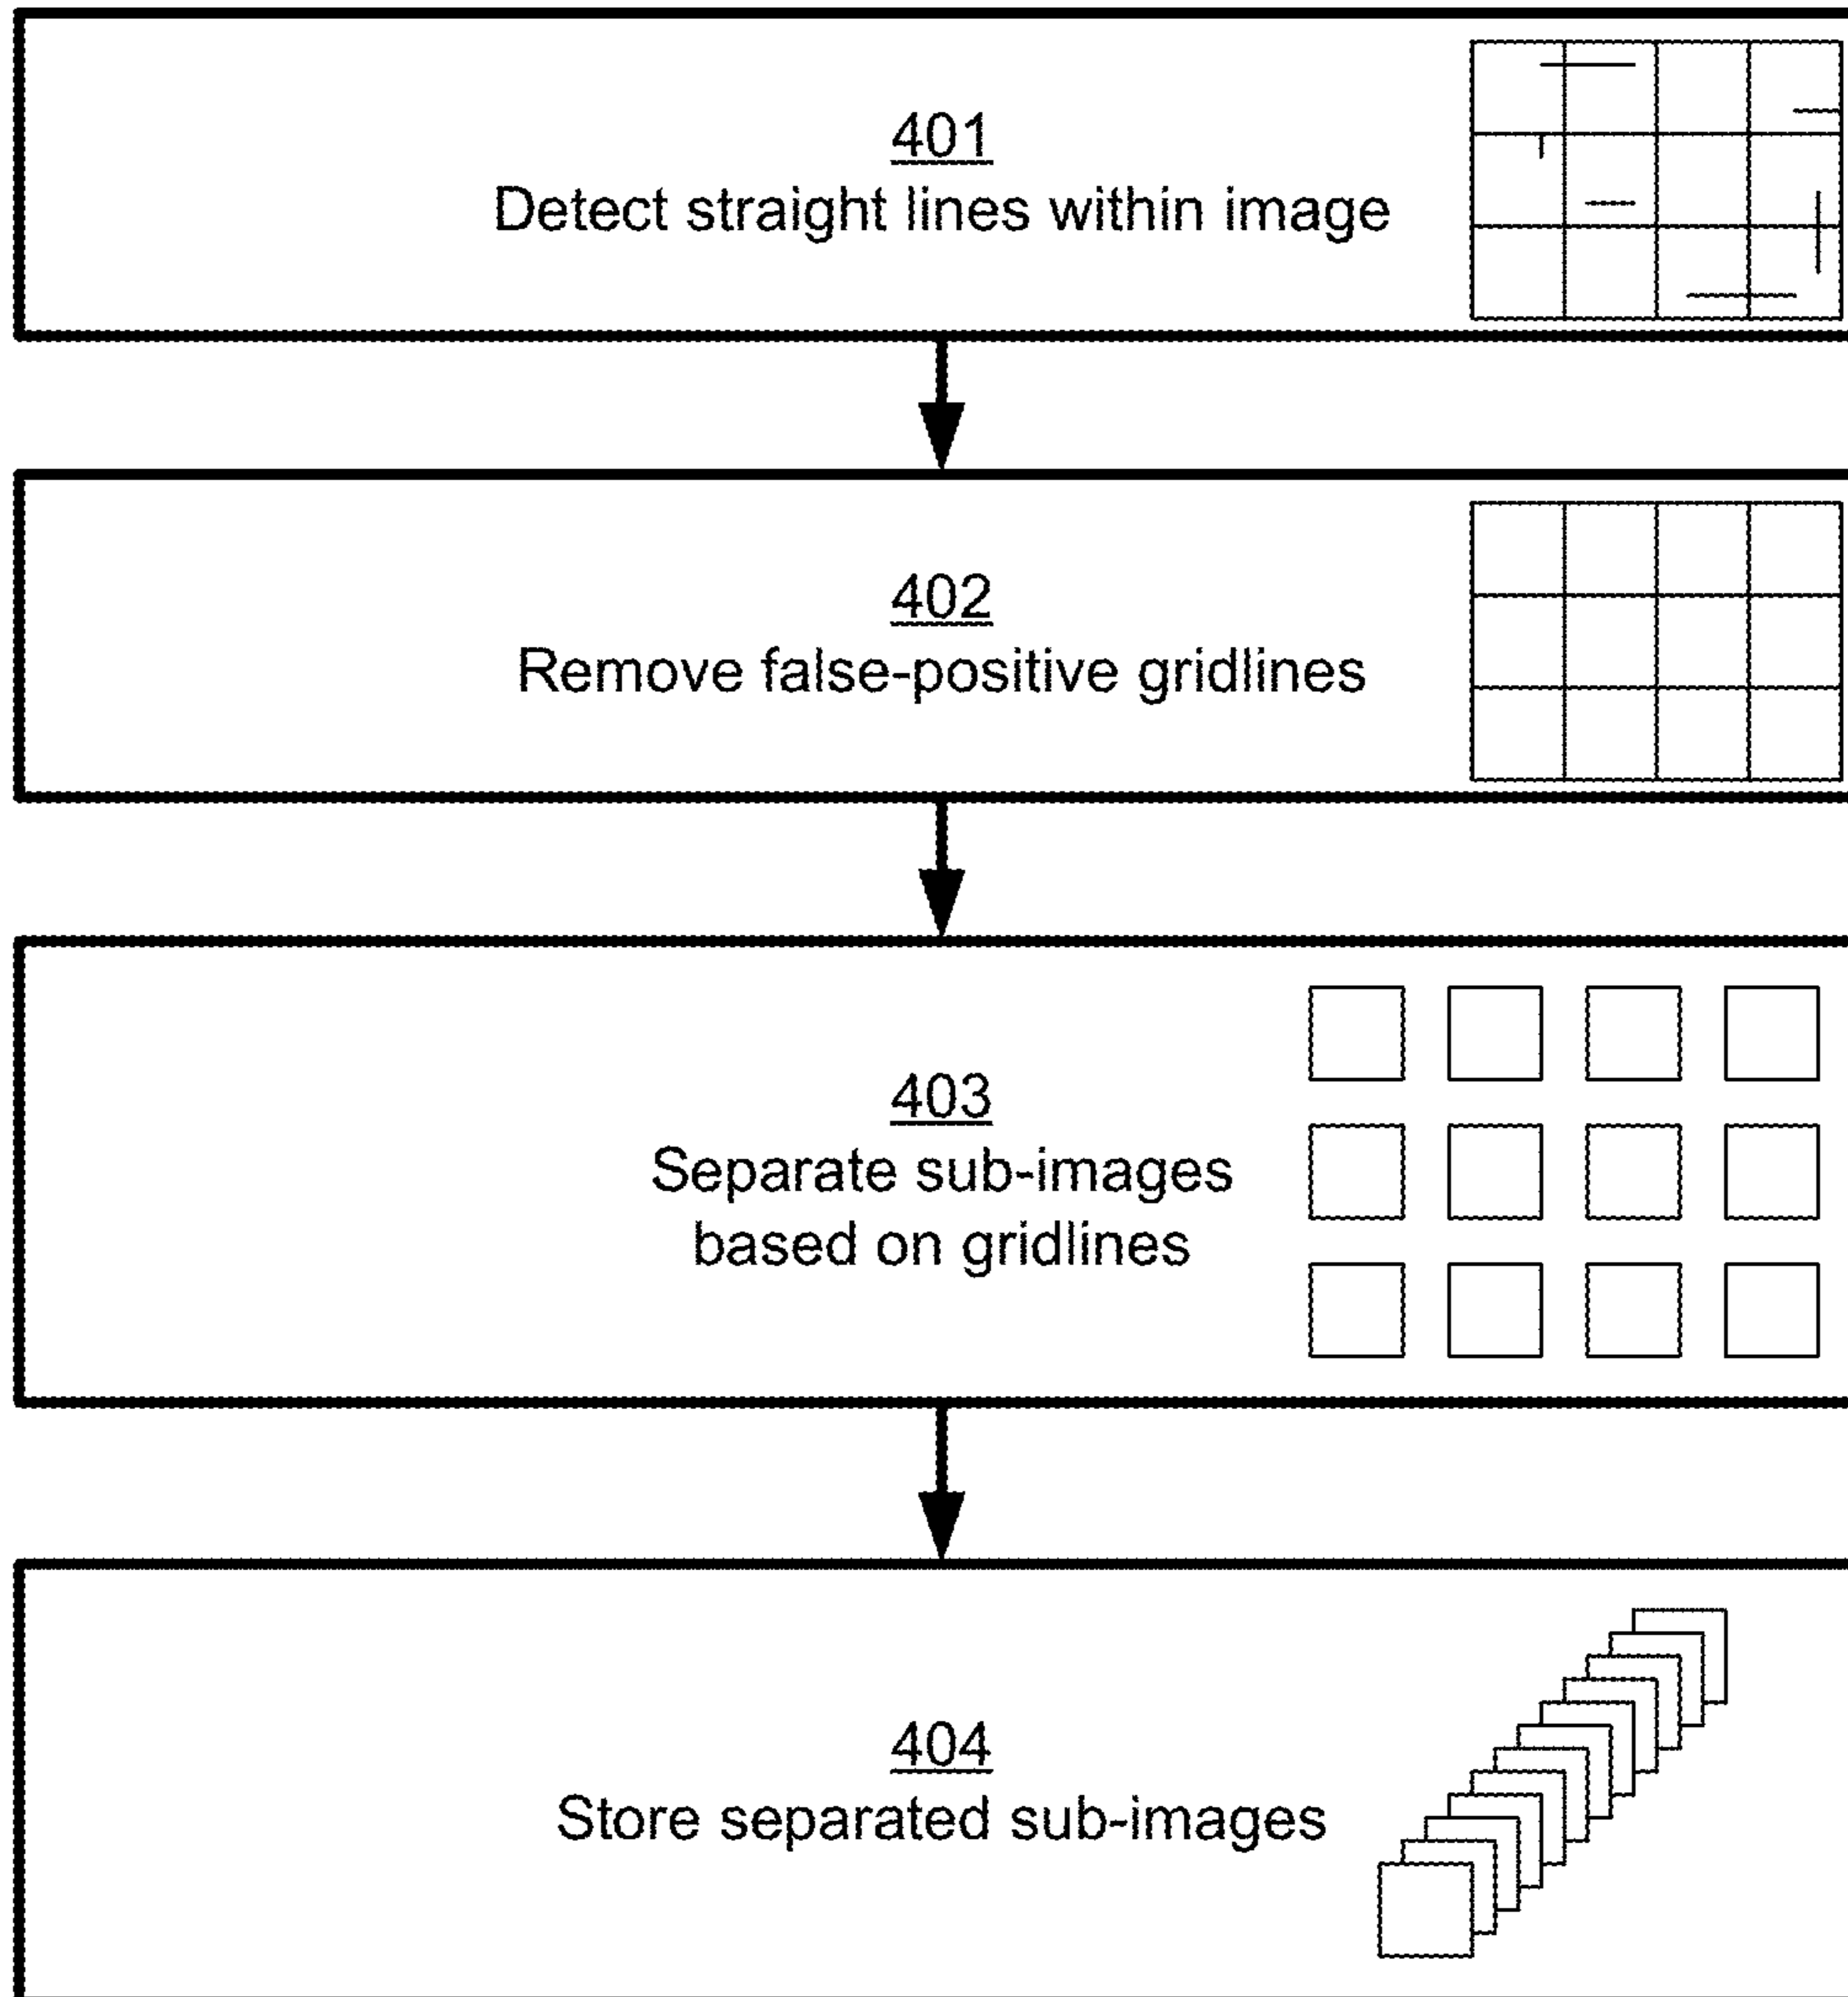 401
Detect straight lines within image
402
Remove false-positive gridlines
403
Separate sub-images
based on gridlines
404
Store separated sub-images